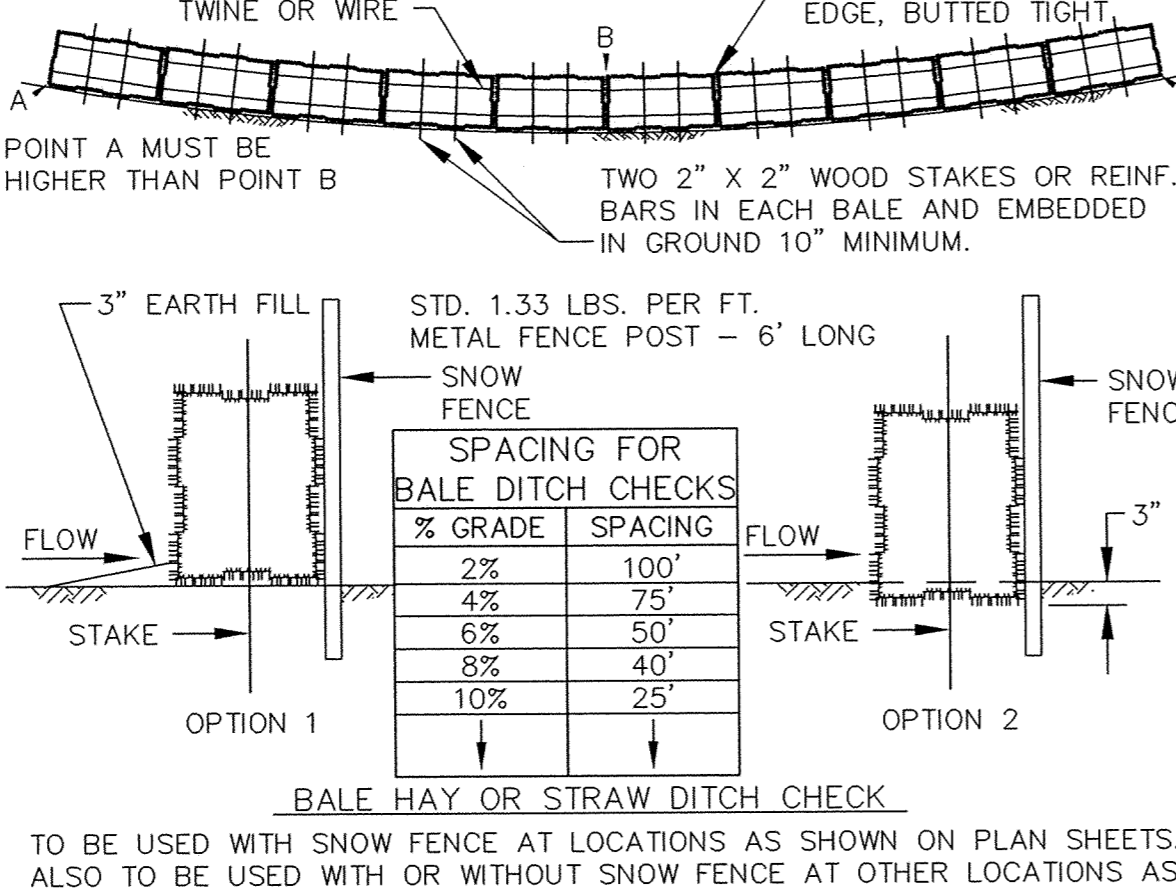 TWINE OR WIRE
EDGE, BUTTED TIGHT
B
A
POINT A MUST BE
HIGHER THAN POINT B
TWO 2" X 2" WOOD STAKES OR REINF.
BARS IN EACH BALE AND EMBEDDED
IN GROUND 10" MINIMUM.
3" EARTH FILL
STD. 1.33 LBS. PER FT.
METAL FENCE POST – 6' LONG
SNOW
FENCE
FLOW
STAKE
OPTION 1
SPACING FOR
BALE DITCH CHECKS
% GRADE SPACING
2% 100'
4% 75'
6% 50'
8% 40'
10% 25'
SNOW
FENC
FLOW
3"
STAKE
OPTION 2
BALE HAY OR STRAW DITCH CHECK
TO BE USED WITH SNOW FENCE AT LOCATIONS AS SHOWN ON PLAN SHEETS.
ALSO TO BE USED WITH OR WITHOUT SNOW FENCE AT OTHER LOCATIONS AS